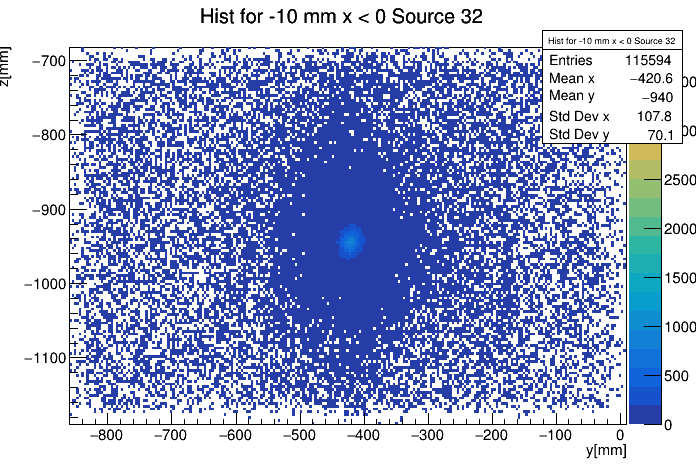 Hist for -10 mm x < 0 Source 32
z[mm]
Hist for -10 mm x < 0 Source 32
Entries 115594
Mean x −420.6
Mean y −940
Std Dev x 107.8
Std Dev y 70.1
−700
−800
−900
−1000
−1100
−800 −700 −600 −500 −400 −300 −200 −100 0
y[mm]
2500
2000
1500
1000
500
0